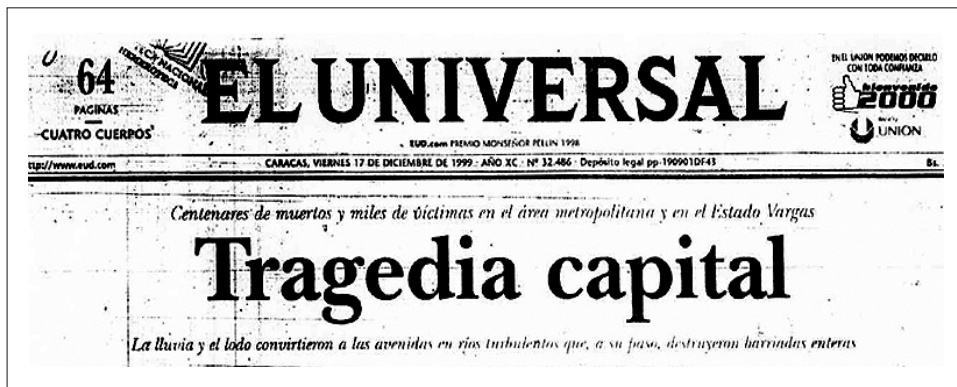 64
PAGINAS
CUATRO CUERPOS
EL UNIVERSAL
EN EL UNION PODEMOS DECIRLO
CON TODA CONFIANZA
bienvenido
2000
UNION
EUD.com PREMIO MONSEÑOR PELLIN 1998
ttp://www.eud.com
CARACAS, VIERNES 17 DE DICIEMBRE DE 1999 · AÑO XC · Nº 32.486 · Depósito legal pp-190901DF43
Bs.
Centenares de muertos y miles de víctimas en el área metropolitana y en el Estado Vargas
Tragedia capital
La lluvia y el lodo convirtieron a las avenidas en ríos turbulentos que, a su paso, destruyeron barriadas enteras